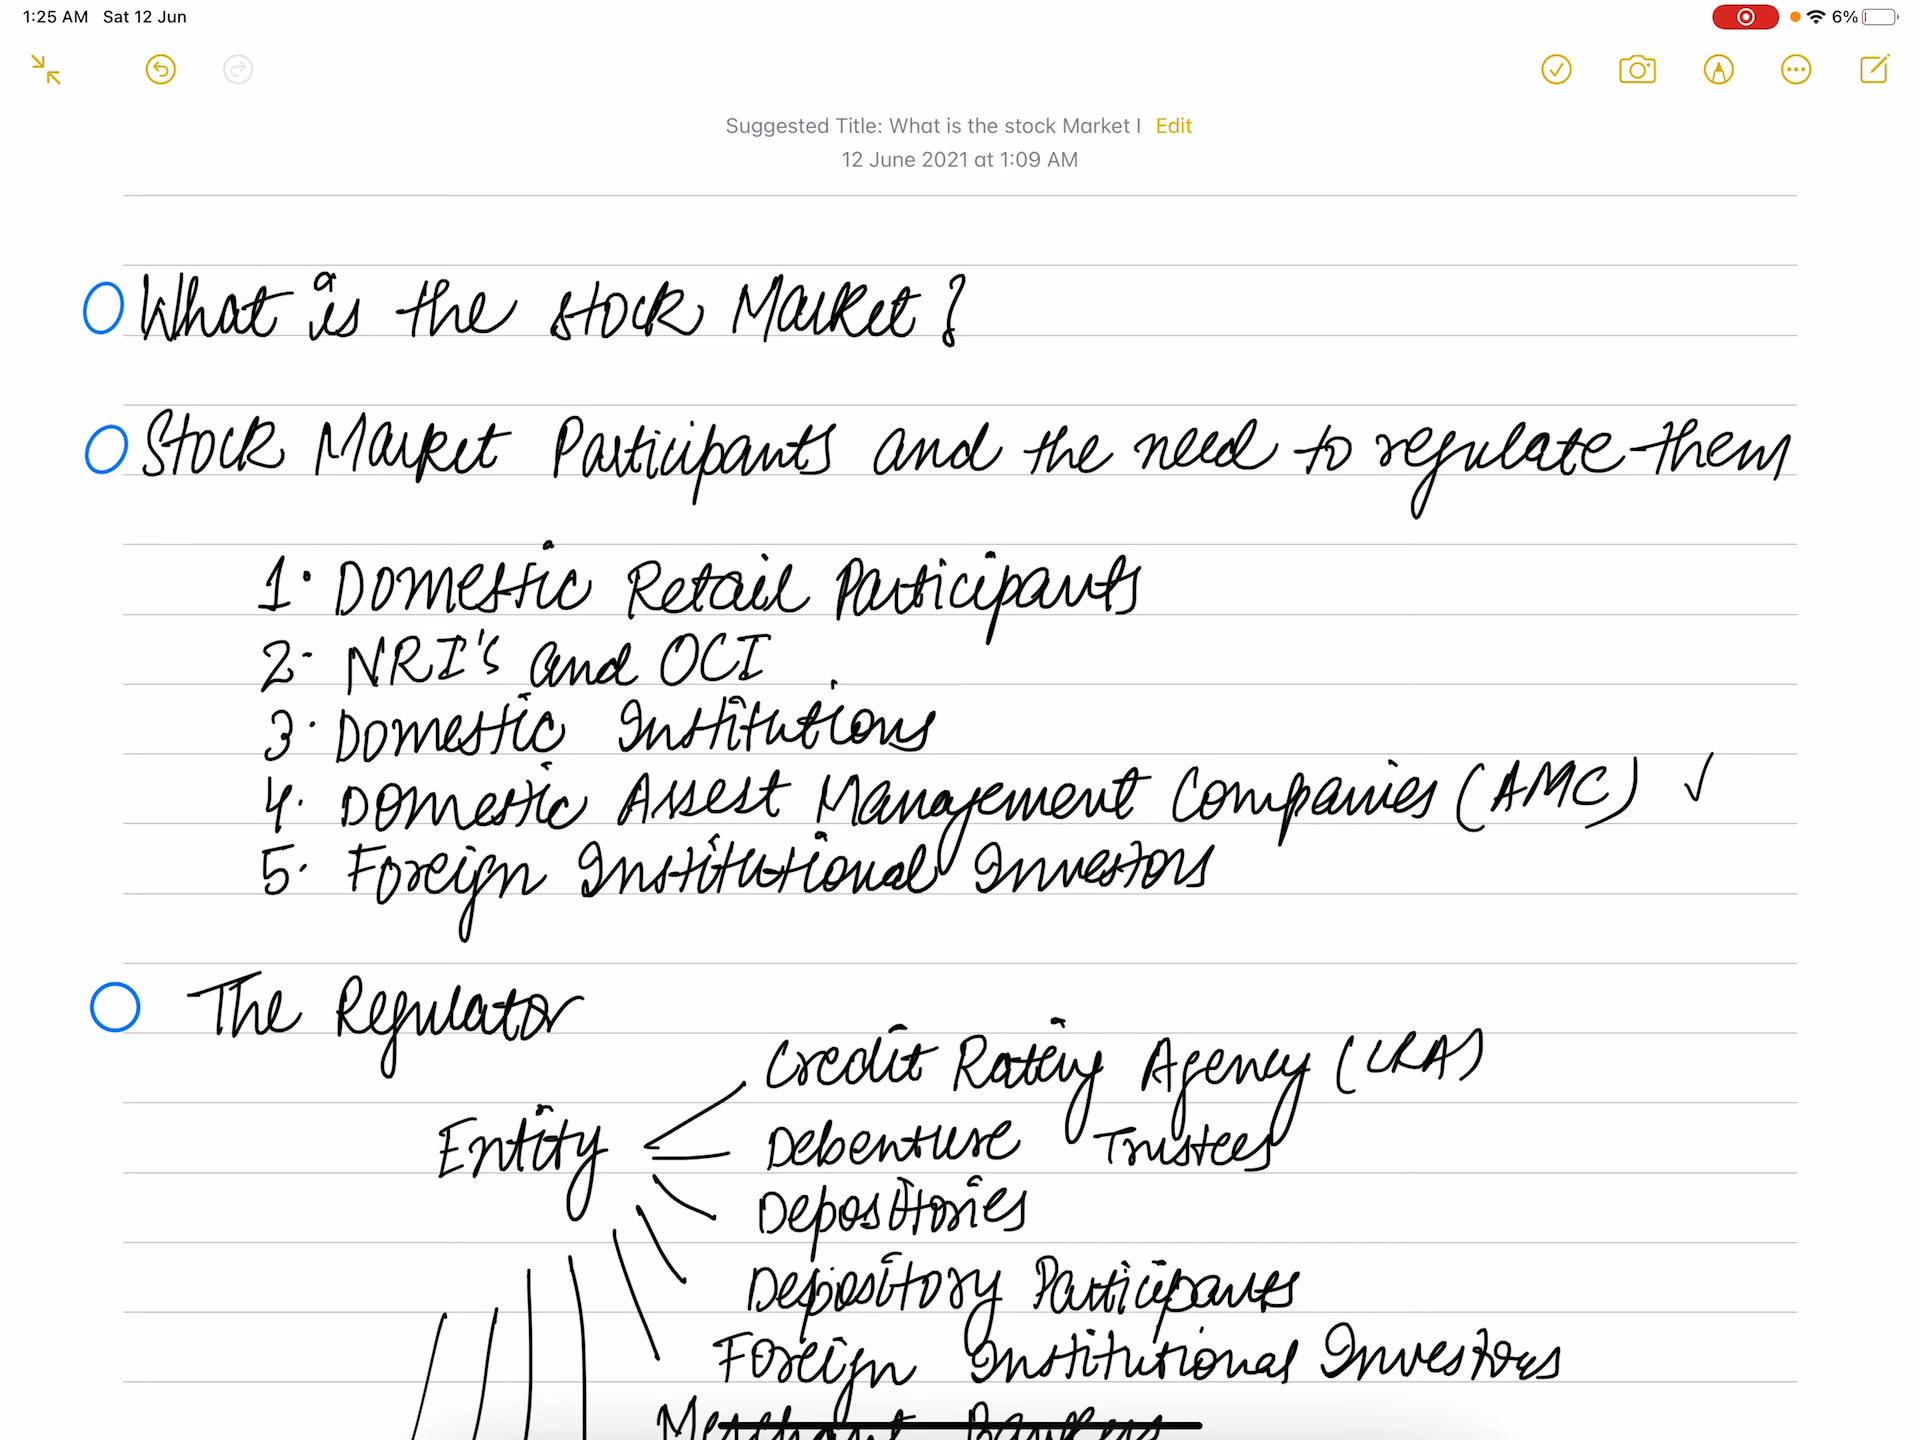 1:25 AM Sat 12 Jun
6%
Suggested Title: What is the stock Market I Edit
12 June 2021 at 1:09 AM
What is the stock Market?
Stock Market Participants and the need to regulate them
1. Domestic Retail Participants
2. NRI's and OCI
3. Domestic Institutions
4. Domestic Assest Management Companies (AMC) ✓
5. Foreign Institutional Investors
The Regulator
Credit Rating Agency (CRA)
Entity
Debenture Trustees
Depositories
Depository Participants
Foreign Institutional Investors
Merchant Bankers